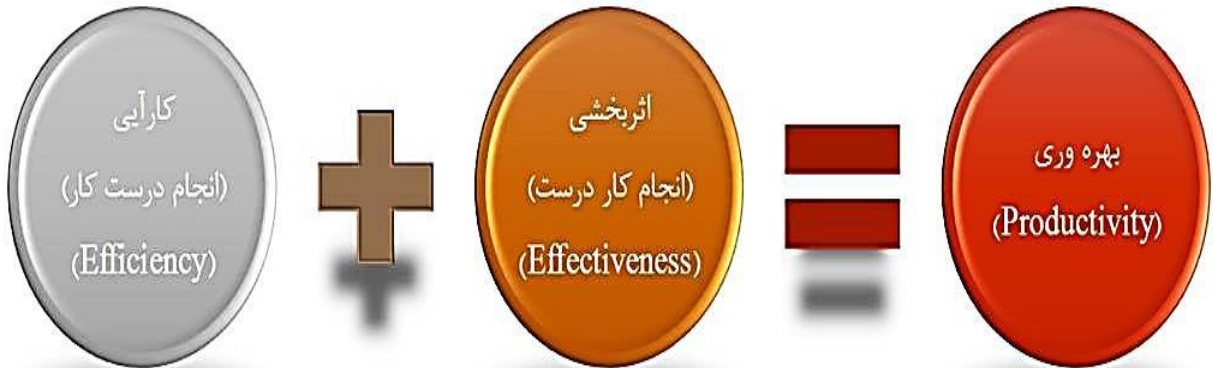 کارآیی
(انجام درست کار)
(Efficiency)
+
اثربخشی
(انجام کار درست)
(Effectiveness)
=
بهره وری
(Productivity)